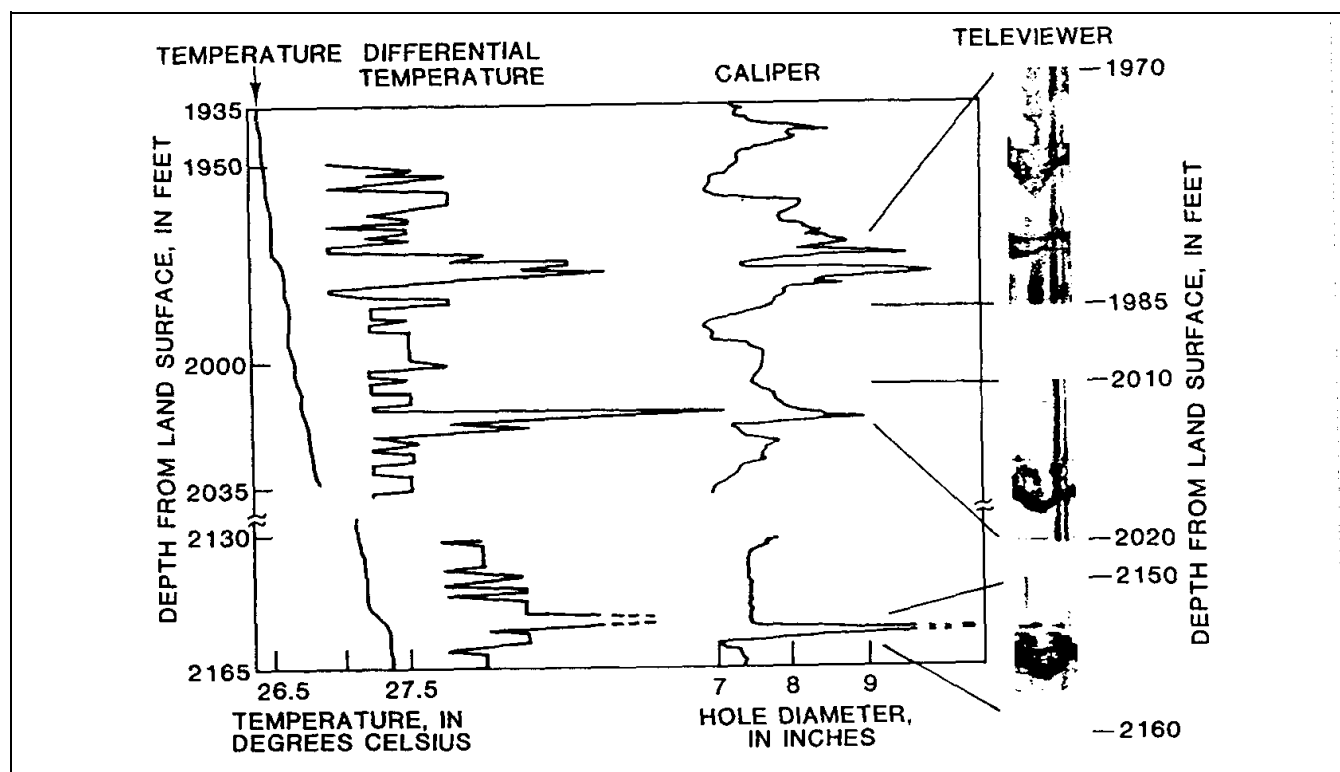 TELEVIEWER
TEMPERATURE
DIFFERENTIAL
TEMPERATURE
CALIPER
DEPTH FROM LAND SURFACE, IN FEET
1935
1950
2000
2035
2130
2165
26.5
27.5
TEMPERATURE, IN
DEGREES CELSIUS
7
8
9
HOLE DIAMETER,
IN INCHES
1970
1985
2010
2020
2150
2160
DEPTH FROM LAND SURFACE, IN FEET